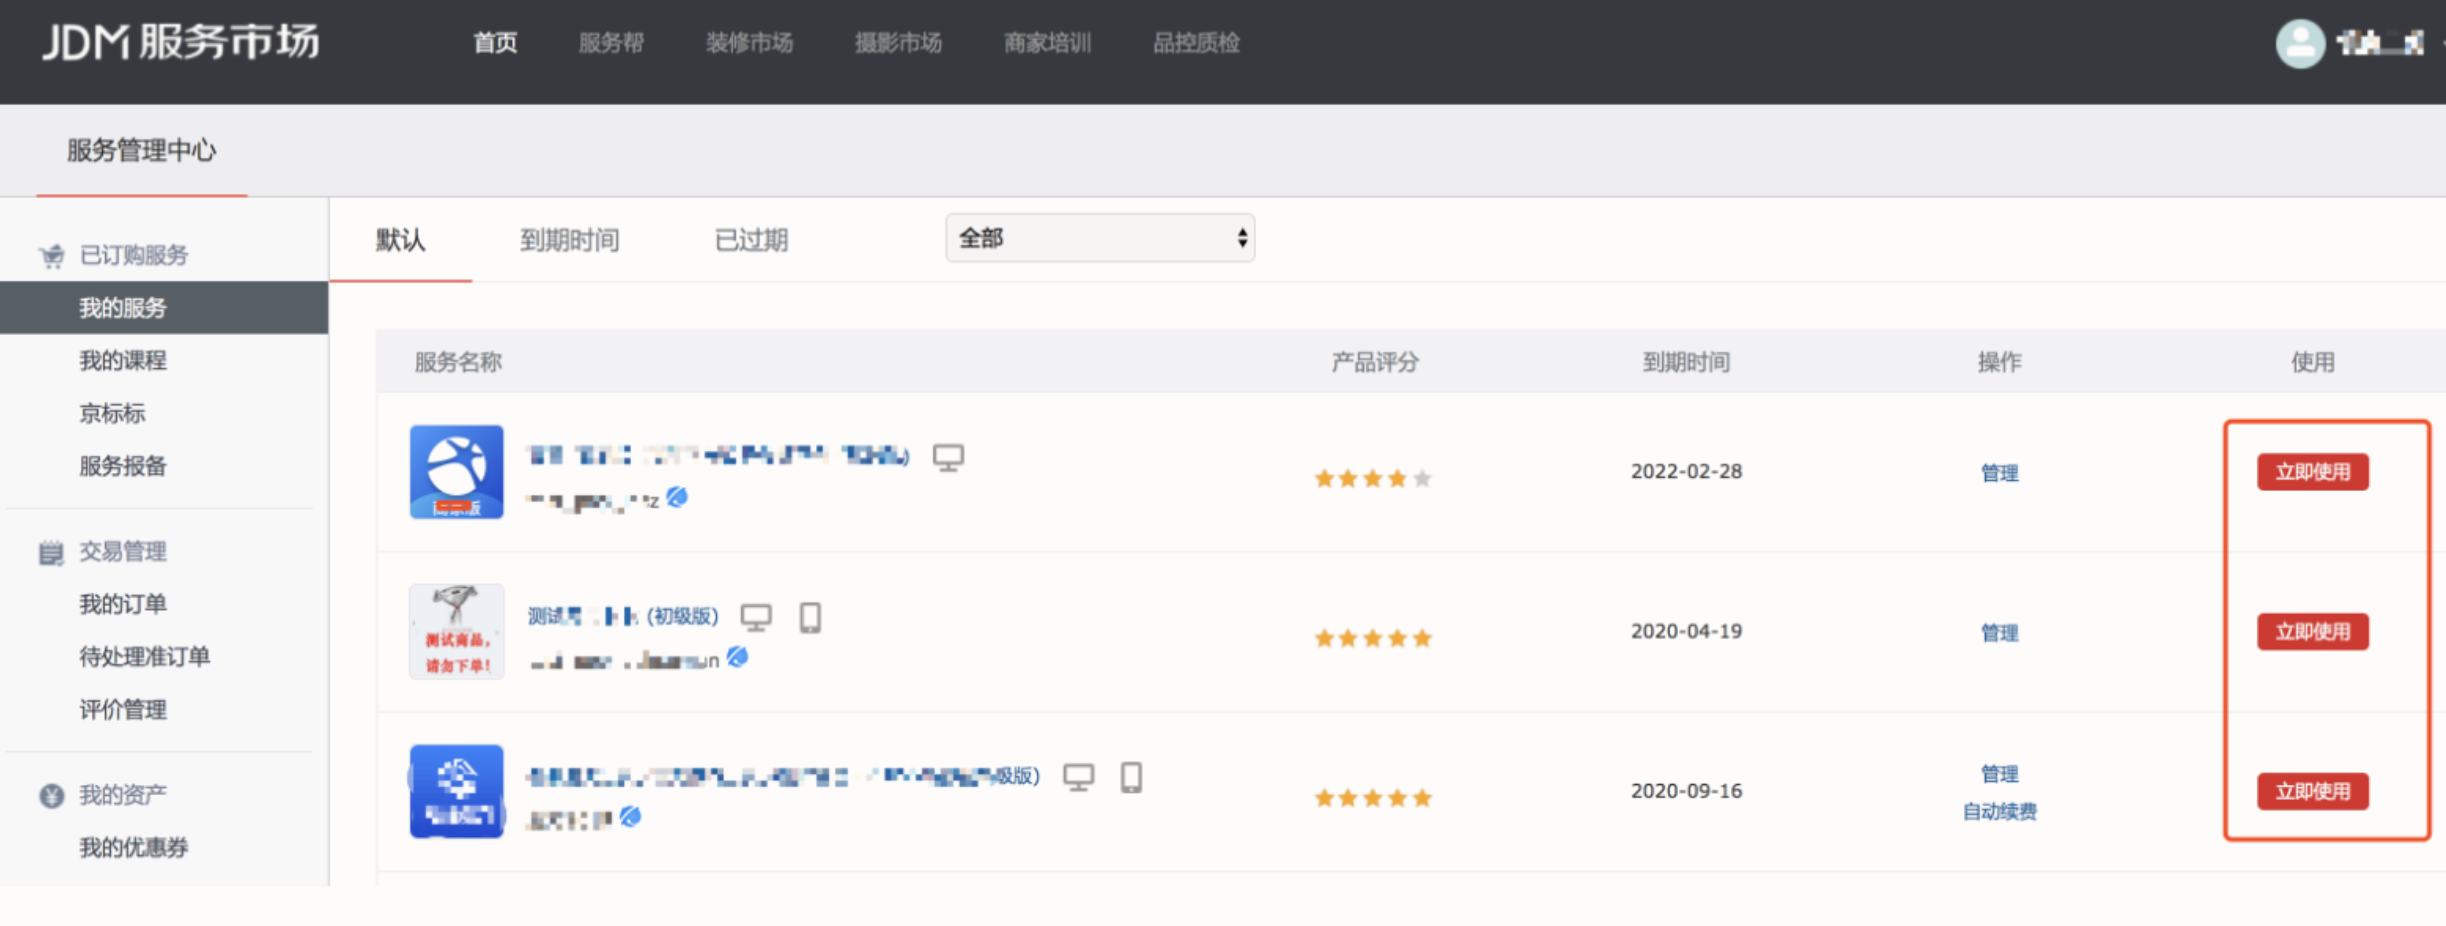 JDM 服务市场
首页 服务帮 装修市场 摄影市场 商家培训 品控质检
服务管理中心
已订购服务
我的服务
我的课程
京标标
服务报备
交易管理
我的订单
待处理准订单
评价管理
我的资产
我的优惠券
默认 到期时间 已过期 全部
服务名称 产品评分 到期时间 操作 使用
2022-02-28 管理 立即使用
测试商品,
请勿下单!
测试 (初级版)
2020-04-19 管理 立即使用
级版)
2020-09-16 管理 立即使用
自动续费